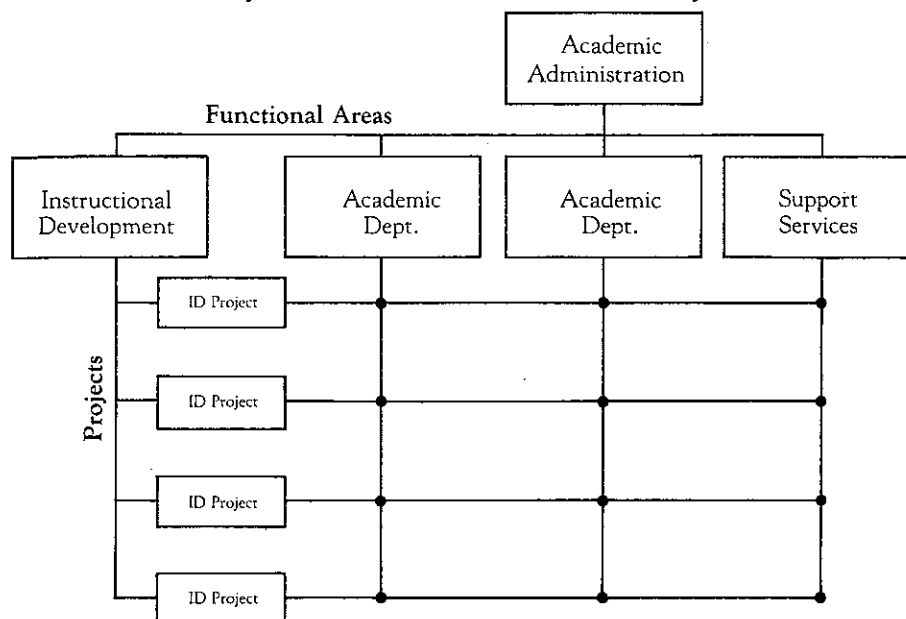 Academic
Administration
Functional Areas
Instructional
Development
Academic
Dept.
Academic
Dept.
Support
Services
Projects
ID Project
ID Project
ID Project
ID Project